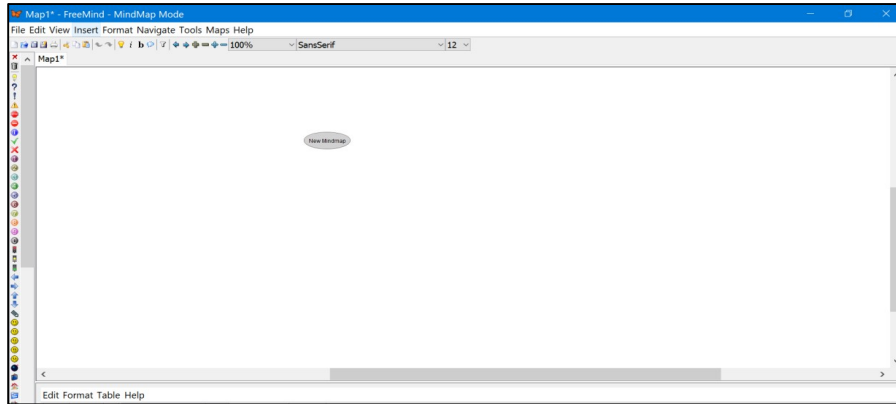 Map1* - FreeMind - MindMap Mode
File Edit View Insert Format Navigate Tools Maps Help
100% SansSerif 12
Map1*
New Mindmap
Edit Format Table Help